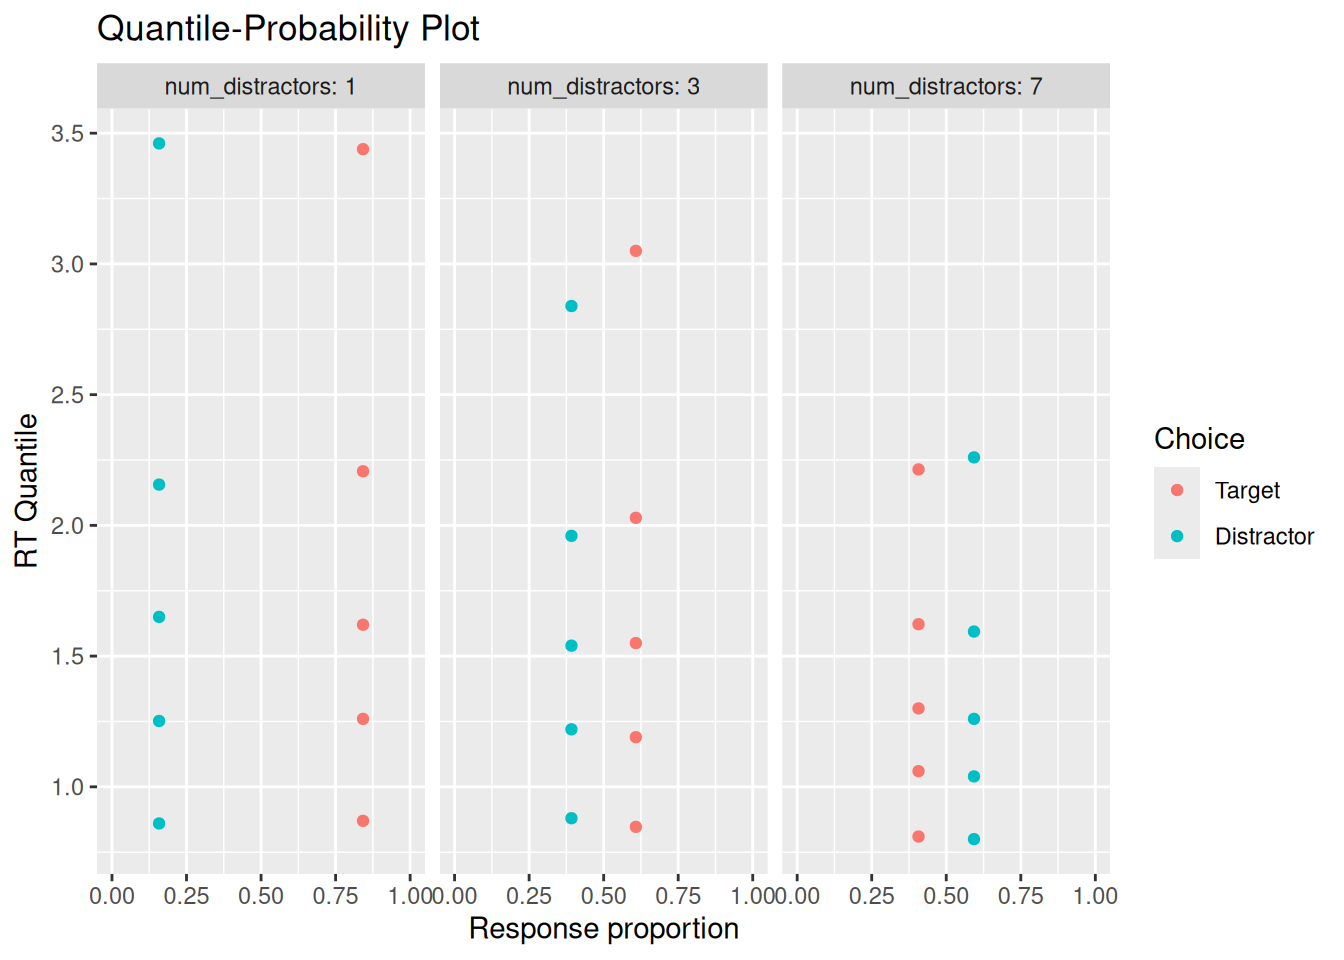 Quantile-Probability Plot
num_distractors: 1
num_distractors: 3
num_distractors: 7
3.5
3.0
2.5
2.0
1.5
1.0
RT Quantile
0.00 0.25 0.50 0.75 1.00
0.00 0.25 0.50 0.75 1.00
0.00 0.25 0.50 0.75 1.00
Response proportion
Choice
Target
Distractor